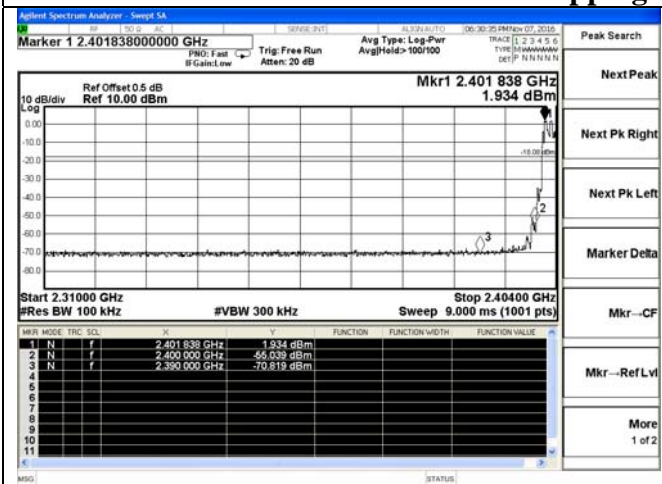 pping
Agilent Spectrum Analyzer - Swept SA
RF 50 Ω AC SENSE:INT ALIGN AUTO 06:30:35 PM Nov 07, 2016
Marker 1 2.401838000000 GHz
PNO: Fast
IFGain:Low
Trig: Free Run
Atten: 20 dB
Avg Type: Log-Pwr
Avg|Hold:>100/100
TRACE 1 2 3 4 5 6
TYPE M
DET P N N N N N
Peak Search
Next Peak
Next Pk Right
Next Pk Left
Marker Delta
Mkr→CF
Mkr→Ref Lvl
More
1 of 2
Ref Offset 0.5 dB
10 dB/div Ref 10.00 dBm
Log
Mkr1 2.401 838 GHz
1.934 dBm
0.00
-10.0
-20.0
-30.0
-40.0
-50.0
-60.0
-70.0
-80.0
2
3
Start 2.31000 GHz
Stop 2.40400 GHz
#Res BW 100 kHz #VBW 300 kHz Sweep 9.000 ms (1001 pts)
MKR MODE TRC SCL X Y FUNCTION FUNCTION WIDTH FUNCTION VALUE
1 N f 2.401 838 GHz 1.934 dBm
2 N f 2.400 000 GHz -55.039 dBm
3 N f 2.390 000 GHz -70.819 dBm
4
5
6
7
8
9
10
11
MSG STATUS